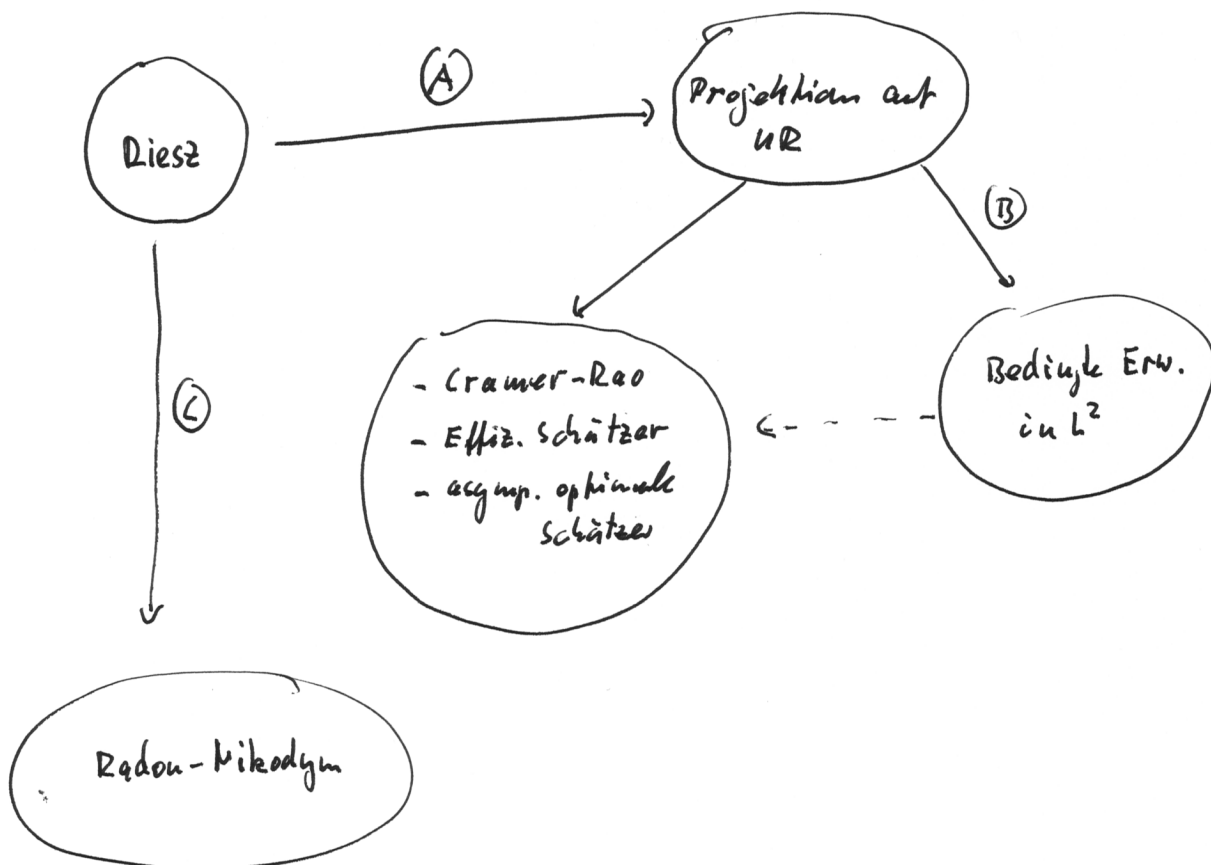 A
Riesz
Projektion auf
UR
B
C
- Cramer-Rao
- Effiz. Schätzer
- asymp. optimale
Schätzer
Bedingte Erw.
in L²
Radon-Nikodym